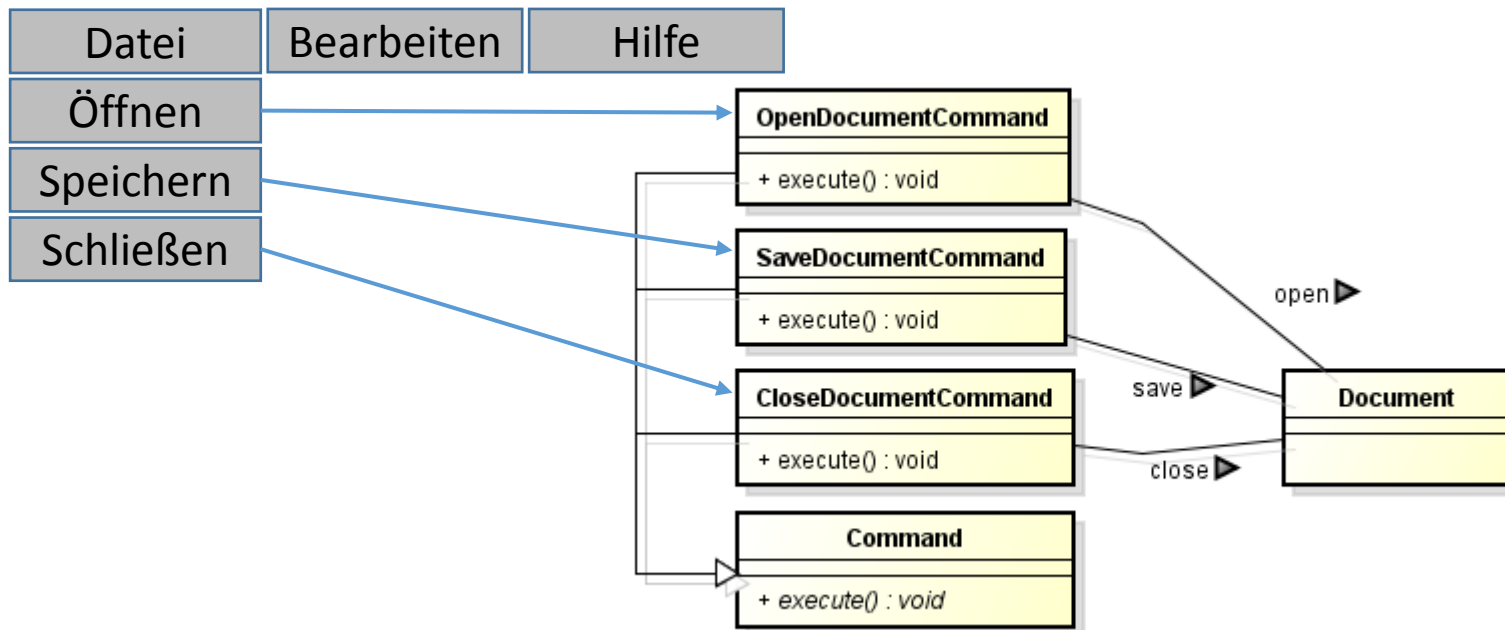 Datei Bearbeiten Hilfe
Öffnen
Speichern
Schließen
OpenDocumentCommand
+ execute() : void
SaveDocumentCommand
+ execute() : void
CloseDocumentCommand
+ execute() : void
Command
+ execute() : void
open
save
close
Document